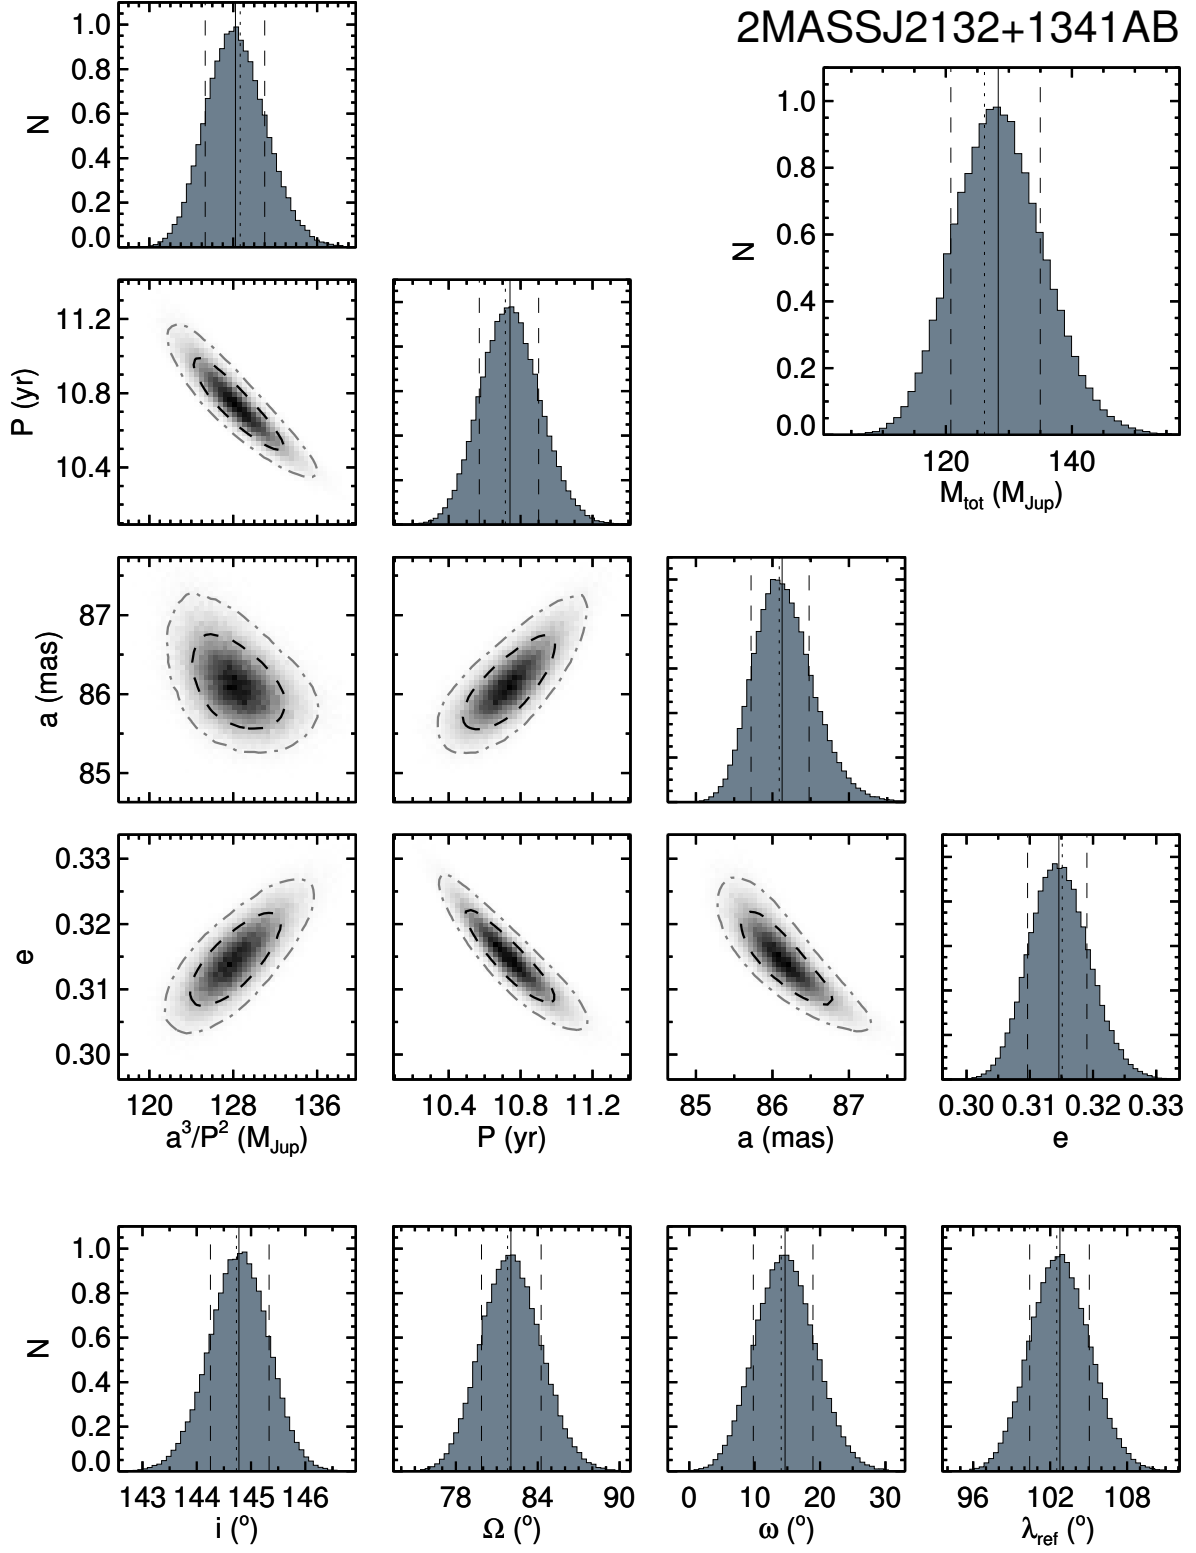 2MASSJ2132+1341AB
1.0
0.8
0.6
0.4
0.2
0.0
N
1.0
0.8
0.6
0.4
0.2
0.0
N
120 140
M_tot (M_Jup)
11.2
10.8
10.4
P (yr)
87
86
85
a (mas)
0.33
0.32
0.31
0.30
e
120 128 136
a³/P² (M_Jup)
10.4 10.8 11.2
P (yr)
85 86 87
a (mas)
0.30 0.31 0.32 0.33
e
1.0
0.8
0.6
0.4
0.2
0.0
N
143 144 145 146
i (°)
78 84 90
Ω (°)
0 10 20 30
ω (°)
96 102 108
λ_ref (°)